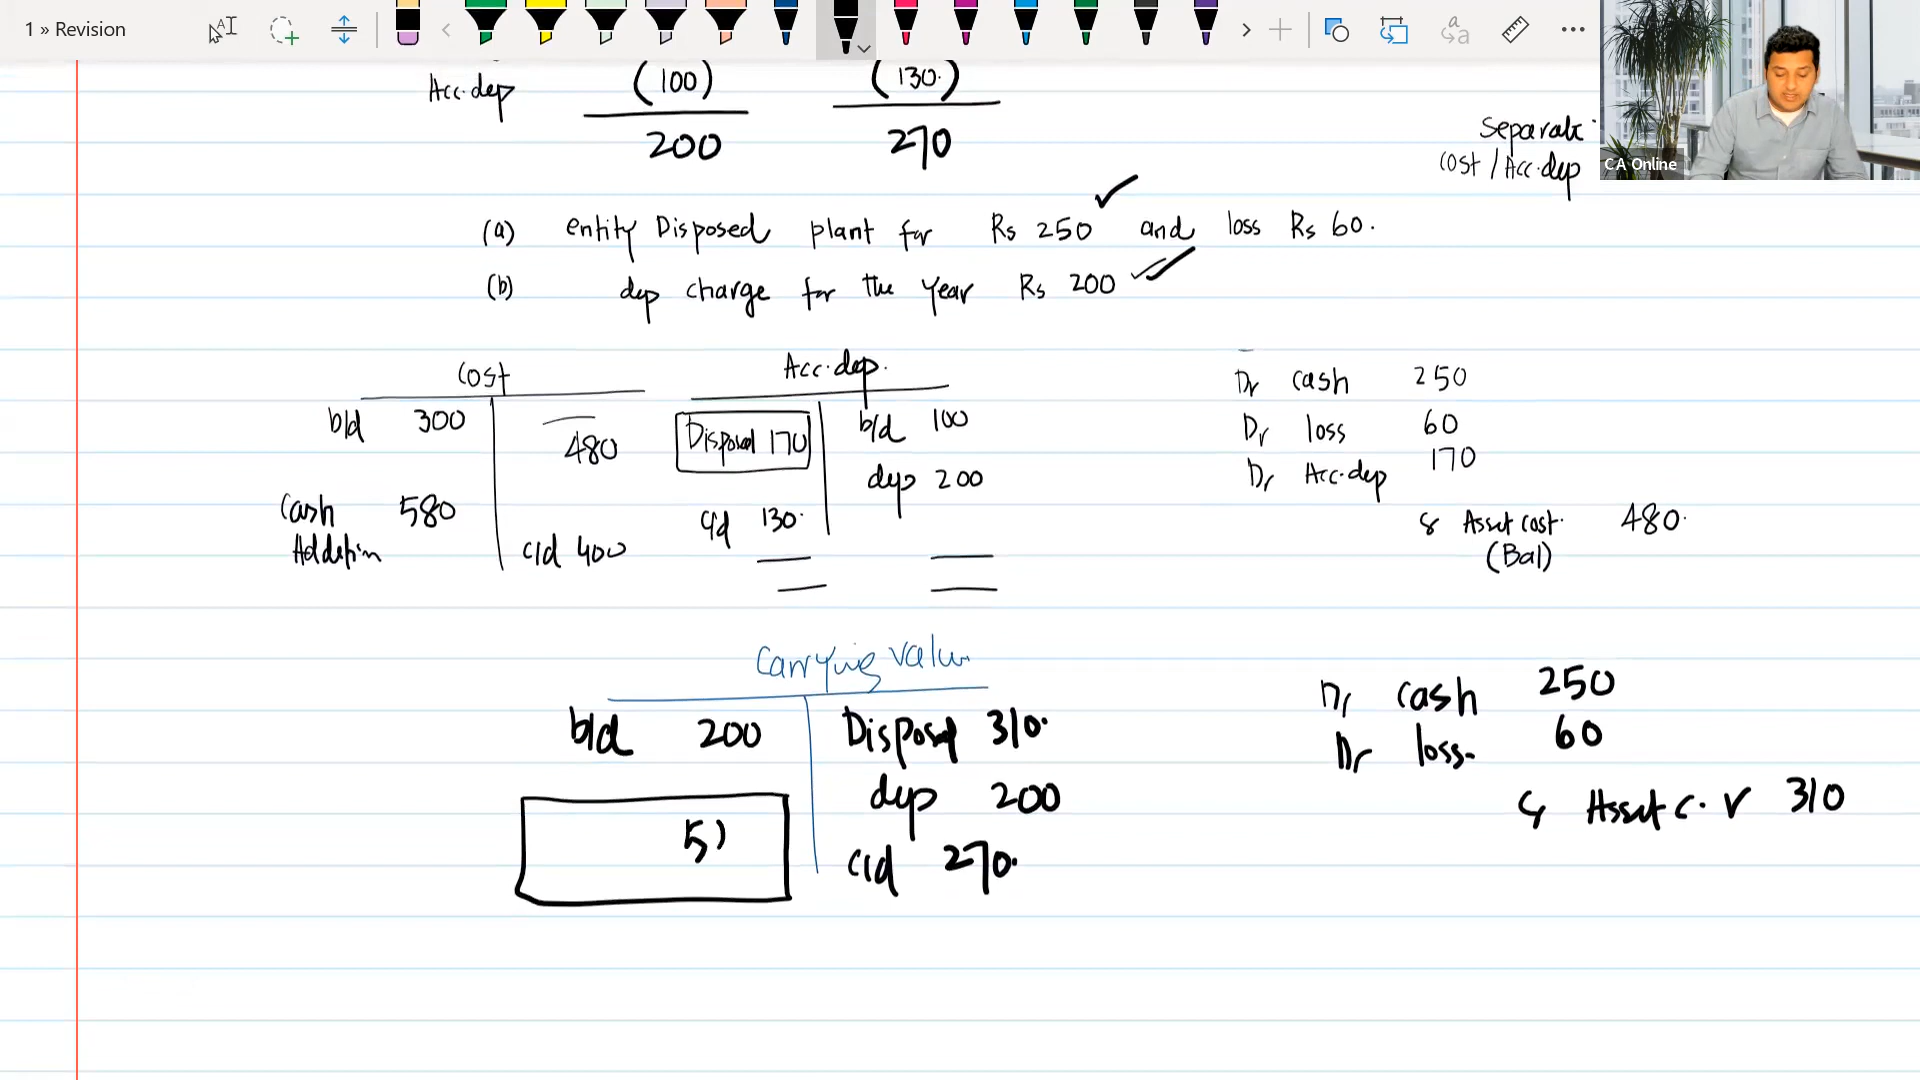 1 » Revision
Acc.dep (100) (130.)
200 270
Separate
cost / Acc.dep
CA Online
(a) entity Disposed plant for Rs 250 and loss Rs 60.
(b) dep charge for the year Rs 200
Cost
b/d 300 480
Cash 580
Addition c/d 400
Acc.dep.
Disposal 170 b/d 100
dep 200
c/d 130.
Dr cash 250
Dr loss 60
Dr Acc.dep 170
Cr Asset cost. 480.
(Bal)
Carrying value
b/d 200 Disposal 310.
dep 200
c/d 270.
Dr cash 250
Dr loss. 60
Cr Asset C.V 310